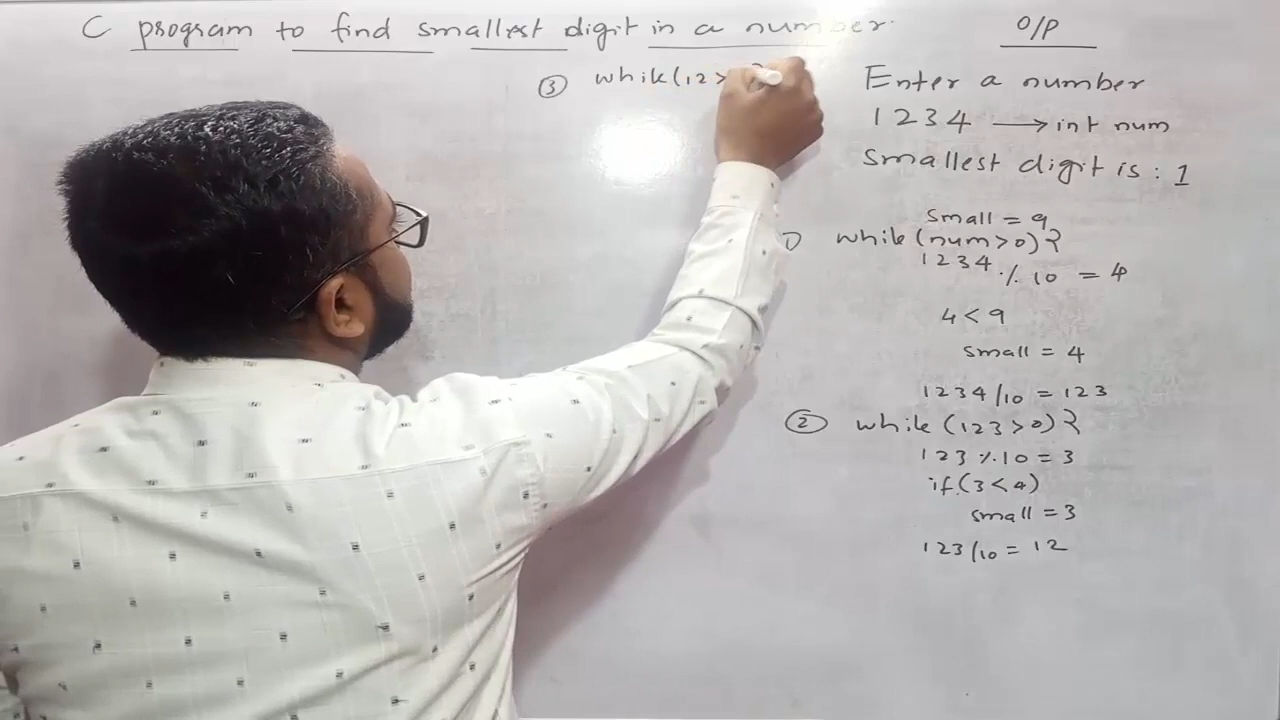 C program to find smallest digit in a number.
③ while(12>
O/P
Enter a number
1234 → int num
Smallest digit is : 1
Small = 9
1) while(num>0){
1234 % 10 = 4
4<9
small = 4
1234/10 = 123
② while (123>0){
123 % 10 = 3
if(3<4)
small = 3
123/10 = 12